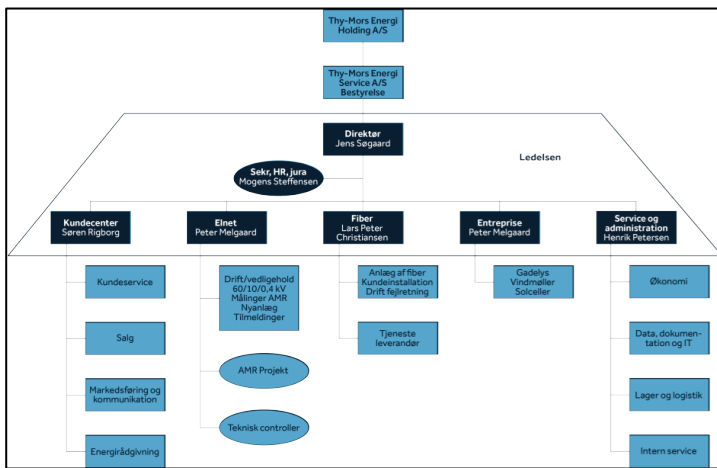 Thy-Mors Energi
Holding A/S
Thy-Mors Energi
Service A/S
Bestyrelse
Direktør
Jens Søgaard
Ledelsen
Sekr, HR, jura
Mogens Steffensen
Kundecenter
Søren Rigborg
Elnet
Peter Melgaard
Fiber
Lars Peter
Christiansen
Entreprise
Peter Melgaard
Service og
administration
Henrik Petersen
Kundeservice
Salg
Markedsføring og
kommunikation
Energirådgivning
Drift/vedligehold
60/10/0,4 kV
Målinger AMR
Nyanlæg
Tilmeldinger
AMR Projekt
Teknisk controller
Anlæg af fiber
Kundeinstallation
Drift fejlretning
Tjeneste
leverandør
Gadelys
Vindmøller
Solceller
Økonomi
Data, dokumen-
tation og IT
Lager og logistik
Intern service